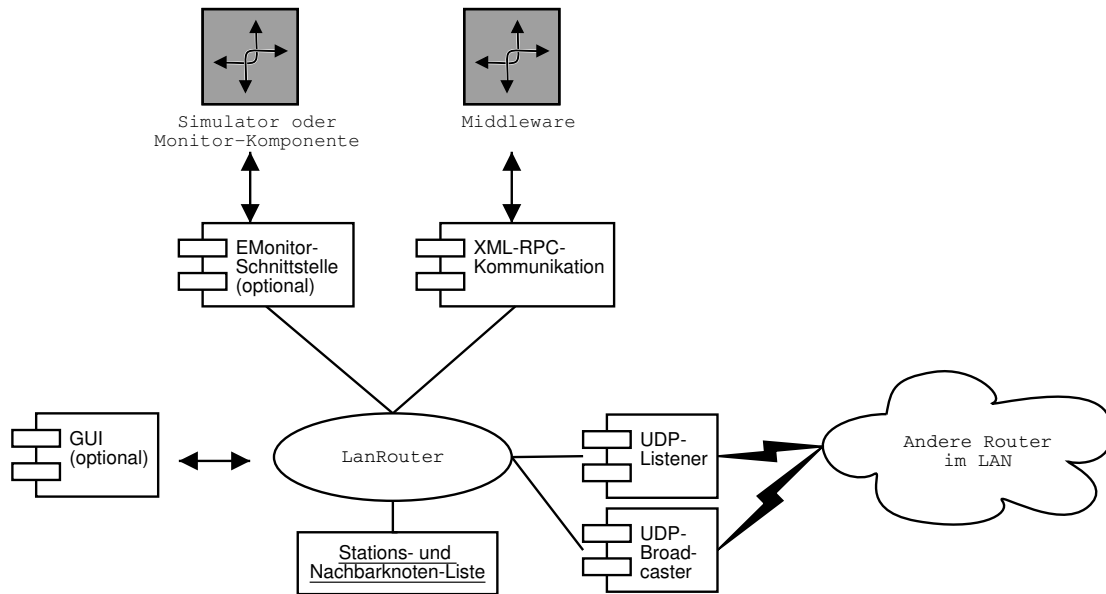 Simulator oder
Monitor-Komponente
Middleware
EMonitor-
Schnittstelle
(optional)
XML-RPC-
Kommunikation
GUI
(optional)
LanRouter
UDP-
Listener
Andere Router
im LAN
Stations- und
Nachbarknoten-Liste
UDP-
Broad-
caster